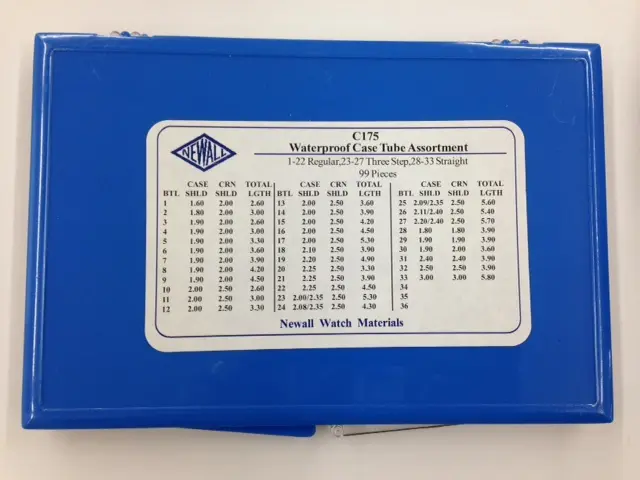 NEWALL
C175
Waterproof Case Tube Assortment
1-22 Regular,23-27 Three Step,28-33 Straight
99 Pieces
CASE CRN TOTAL CASE CRN TOTAL CASE CRN TOTAL
BTL SHLD SHLD LGTH BTL SHLD SHLD LGTH BTL SHLD SHLD LGTH
1 1.60 2.00 2.60 13 2.00 2.50 3.60 25 2.09/2.35 2.50 5.60
2 1.80 2.00 3.00 14 2.00 2.50 3.90 26 2.11/2.40 2.50 5.40
3 1.90 2.00 2.60 15 2.00 2.50 4.20 27 2.20/2.40 2.50 5.70
4 1.90 2.00 3.00 16 2.00 2.50 4.50 28 1.80 1.80 3.90
5 1.90 2.00 3.30 17 2.00 2.50 5.30 29 1.90 1.90 3.90
6 1.90 2.00 3.60 18 2.10 2.50 3.90 30 1.90 2.00 3.60
7 1.90 2.00 3.90 19 2.20 2.50 4.90 31 2.40 2.40 3.90
8 1.90 2.00 4.20 20 2.25 2.50 3.30 32 2.50 2.50 3.90
9 1.90 2.00 4.50 21 2.25 2.50 3.90 33 3.00 3.00 5.80
10 2.00 2.50 2.60 22 2.25 2.50 4.50 34
11 2.00 2.50 3.00 23 2.00/2.35 2.50 5.30 35
12 2.00 2.50 3.30 24 2.08/2.35 2.50 4.30 36
Newall Watch Materials